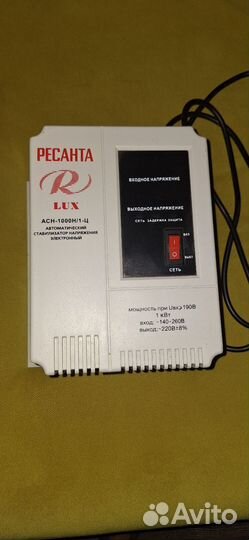 РЕСАНТА
R
LUX
АСН-1000Н/1-Ц
АВТОМАТИЧЕСКИЙ
СТАБИЛИЗАТОР НАПРЯЖЕНИЯ
ЭЛЕКТРОННЫЙ
ВХОДНОЕ НАПРЯЖЕНИЕ
ВЫХОДНОЕ НАПРЯЖЕНИЕ
СЕТЬ ЗАДЕРЖКА ЗАЩИТА
ВКЛ
ВЫКЛ
СЕТЬ
мощность при Uвх≥190В
1 кВт
вход: ~140-260В
выход: ~220В±8%
Avito